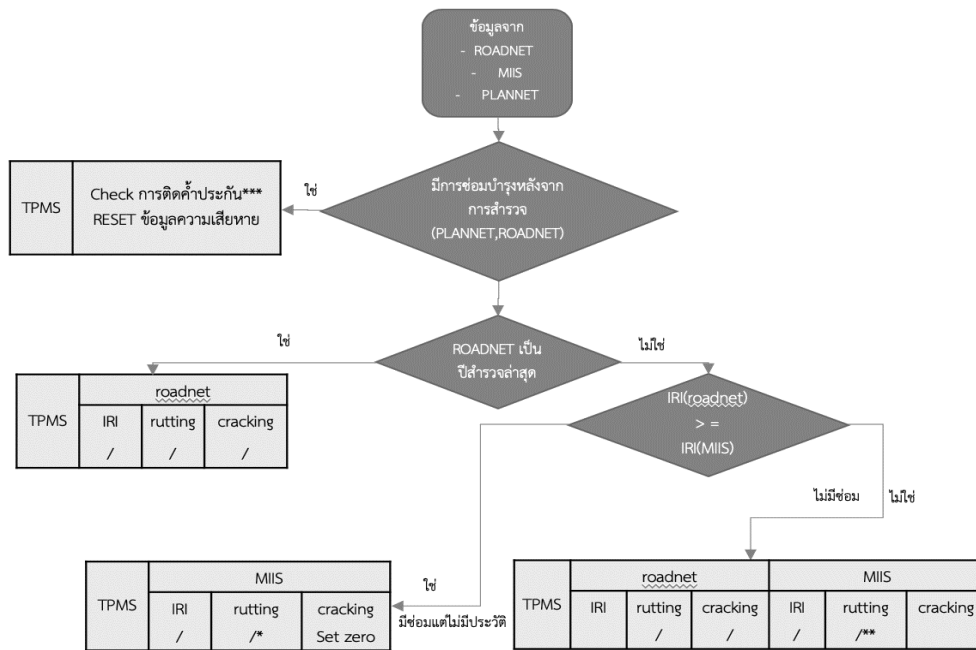 ข้อมูลจาก
- ROADNET
- MIIS
- PLANNET
มีการซ่อมบำรุงหลังจาก
การสำรวจ
(PLANNET,ROADNET)
ใช่
TPMS
Check การติดค้ำประกัน***
RESET ข้อมูลความเสียหาย
ROADNET เป็น
ปีสำรวจล่าสุด
ใช่
ไม่ใช่
TPMS
roadnet
IRI rutting cracking
/ / /
IRI(roadnet)
> =
IRI(MIIS)
ไม่มีซ่อม ไม่ใช่
ใช่
มีซ่อมแต่ไม่มีประวัติ
TPMS
MIIS
IRI rutting cracking
/ /* Set zero
TPMS
roadnet MIIS
IRI rutting cracking IRI rutting cracking
/ / / /**